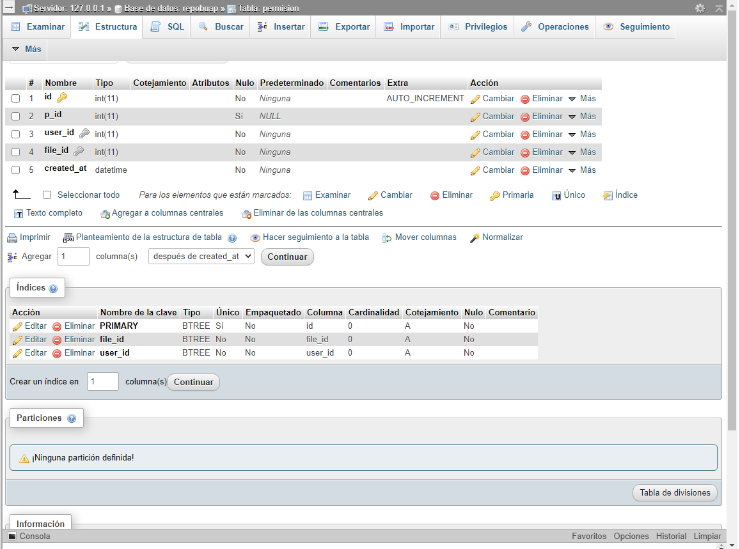 Servidor: 127.0.0.1 » Base de datos: repobuap » Tabla: permision
Examinar Estructura SQL Buscar Insertar Exportar Importar Privilegios Operaciones Seguimiento
Más
# Nombre Tipo Cotejamiento Atributos Nulo Predeterminado Comentarios Extra Acción
1 id int(11) No Ninguna AUTO_INCREMENT Cambiar Eliminar Más
2 p_id int(11) Sí NULL Cambiar Eliminar Más
3 user_id int(11) No Ninguna Cambiar Eliminar Más
4 file_id int(11) No Ninguna Cambiar Eliminar Más
5 created_at datetime No Ninguna Cambiar Eliminar Más
Seleccionar todo Para los elementos que están marcados: Examinar Cambiar Eliminar Primaria Único Índice
Texto completo Agregar a columnas centrales Eliminar de las columnas centrales
Imprimir Planteamiento de la estructura de tabla Hacer seguimiento a la tabla Mover columnas Normalizar
Agregar 1 columna(s) después de created_at Continuar
Índices
Acción Nombre de la clave Tipo Único Empaquetado Columna Cardinalidad Cotejamiento Nulo Comentario
Editar Eliminar PRIMARY BTREE Sí No id 0 A No
Editar Eliminar file_id BTREE No No file_id 0 A No
Editar Eliminar user_id BTREE No No user_id 0 A No
Crear un índice en 1 columna(s) Continuar
Particiones
¡Ninguna partición definida!
Tabla de divisiones
Información
Consola Favoritos Opciones Historial Limpiar